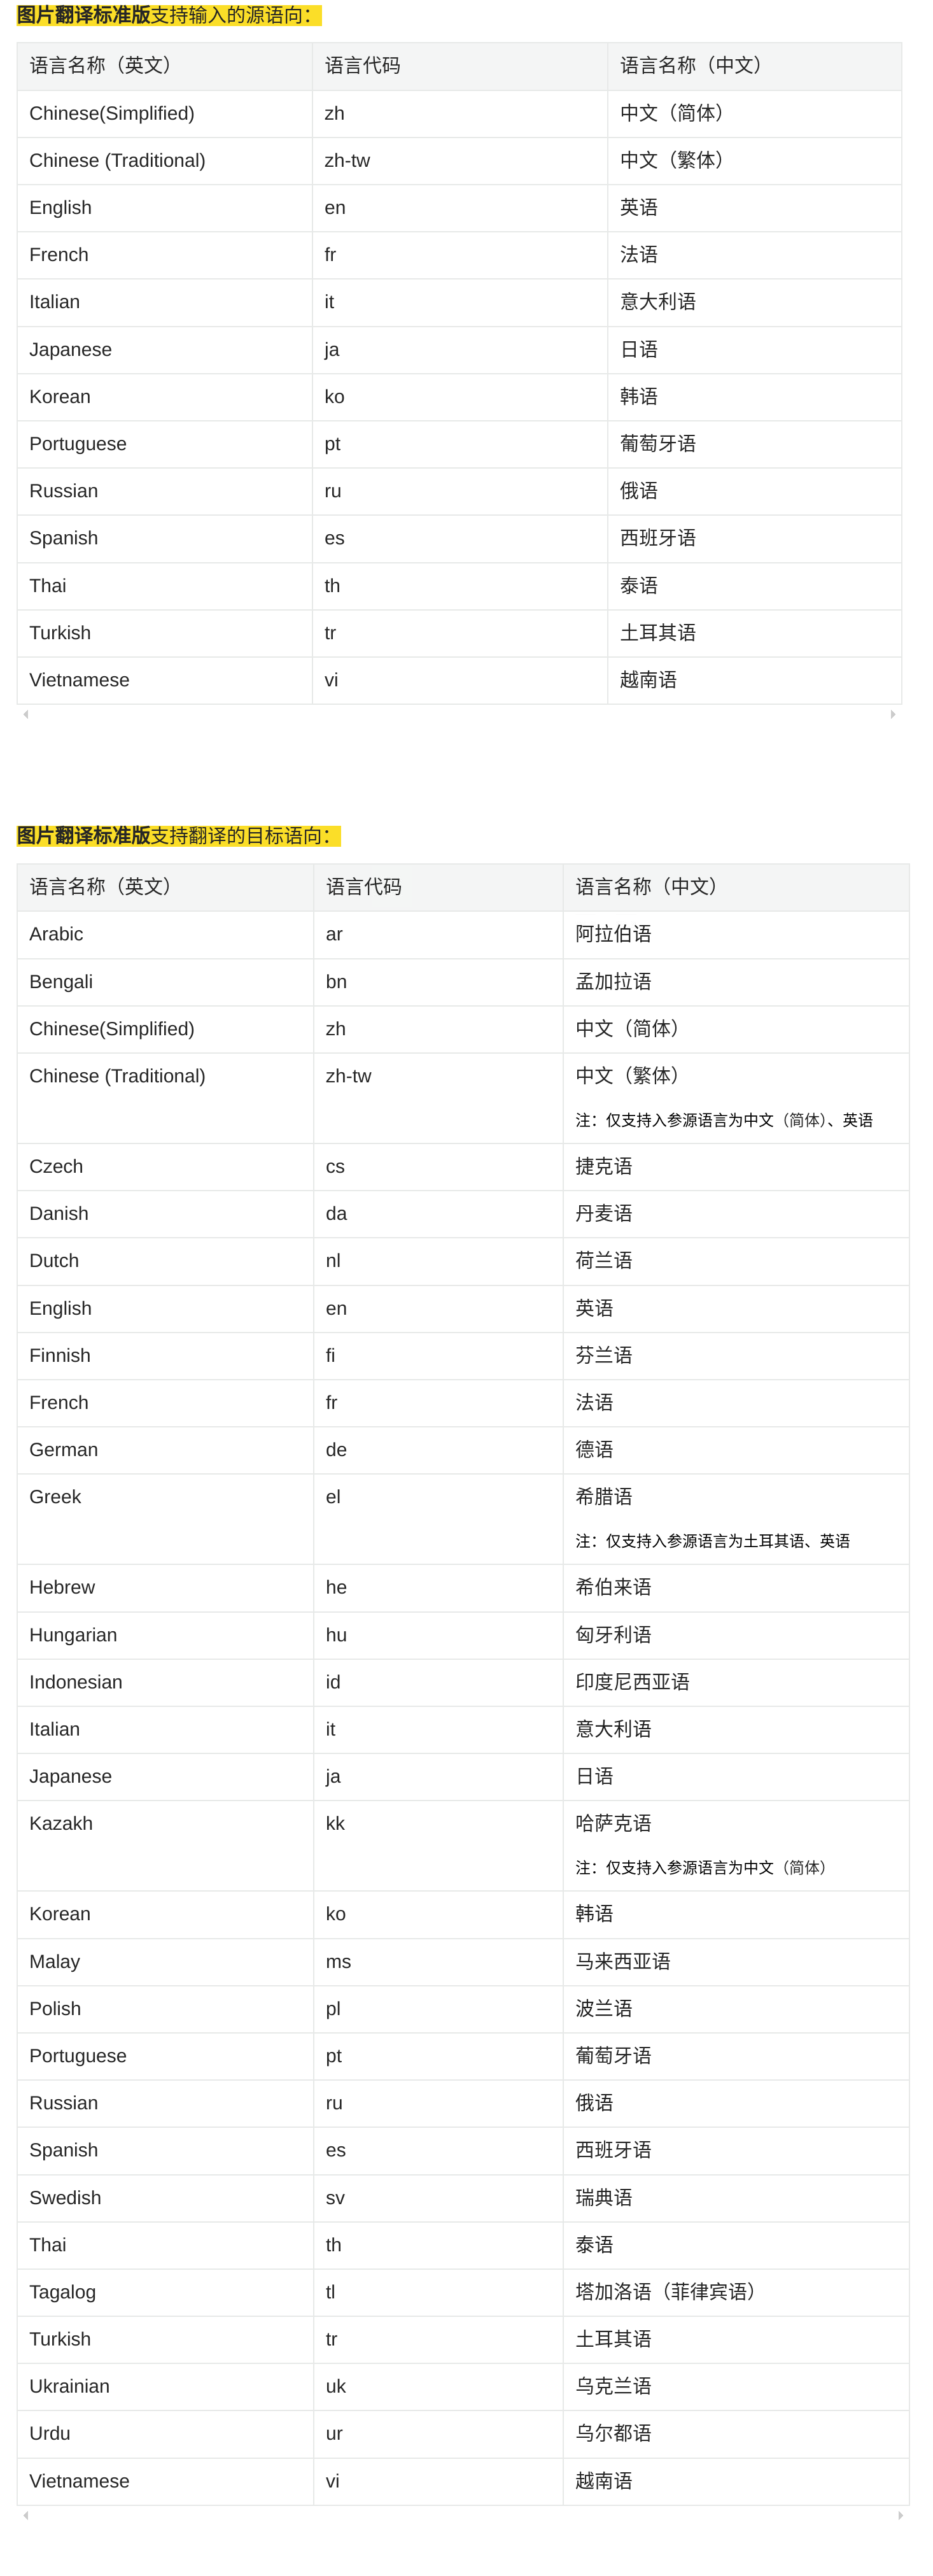 图片翻译标准版支持输入的源语向：
语言名称（英文） 语言代码 语言名称（中文）
Chinese(Simplified) zh 中文（简体）
Chinese (Traditional) zh-tw 中文（繁体）
English en 英语
French fr 法语
Italian it 意大利语
Japanese ja 日语
Korean ko 韩语
Portuguese pt 葡萄牙语
Russian ru 俄语
Spanish es 西班牙语
Thai th 泰语
Turkish tr 土耳其语
Vietnamese vi 越南语
图片翻译标准版支持翻译的目标语向：
语言名称（英文） 语言代码 语言名称（中文）
Arabic ar 阿拉伯语
Bengali bn 孟加拉语
Chinese(Simplified) zh 中文（简体）
Chinese (Traditional) zh-tw 中文（繁体）
注：仅支持入参源语言为中文（简体）、英语
Czech cs 捷克语
Danish da 丹麦语
Dutch nl 荷兰语
English en 英语
Finnish fi 芬兰语
French fr 法语
German de 德语
Greek el 希腊语
注：仅支持入参源语言为土耳其语、英语
Hebrew he 希伯来语
Hungarian hu 匈牙利语
Indonesian id 印度尼西亚语
Italian it 意大利语
Japanese ja 日语
Kazakh kk 哈萨克语
注：仅支持入参源语言为中文（简体）
Korean ko 韩语
Malay ms 马来西亚语
Polish pl 波兰语
Portuguese pt 葡萄牙语
Russian ru 俄语
Spanish es 西班牙语
Swedish sv 瑞典语
Thai th 泰语
Tagalog tl 塔加洛语（菲律宾语）
Turkish tr 土耳其语
Ukrainian uk 乌克兰语
Urdu ur 乌尔都语
Vietnamese vi 越南语